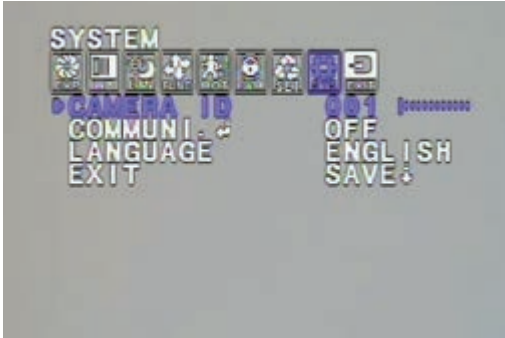 SYSTEM
CAMERA ID 001
COMMUNI. OFF
LANGUAGE ENGLISH
EXIT SAVE